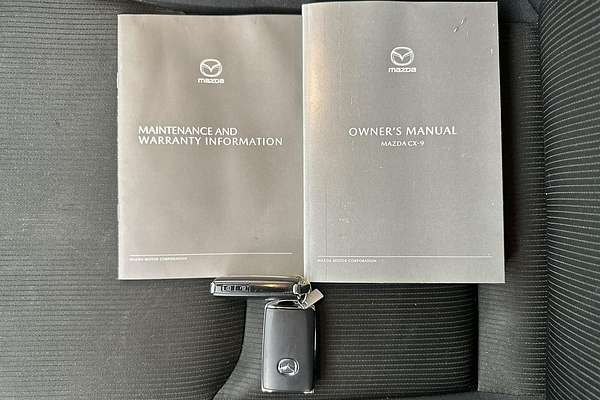 mazda
MAINTENANCE AND
WARRANTY INFORMATION
MAZDA MOTOR CORPORATION
mazda
OWNER'S MANUAL
MAZDA CX-9
MAZDA MOTOR CORPORATION